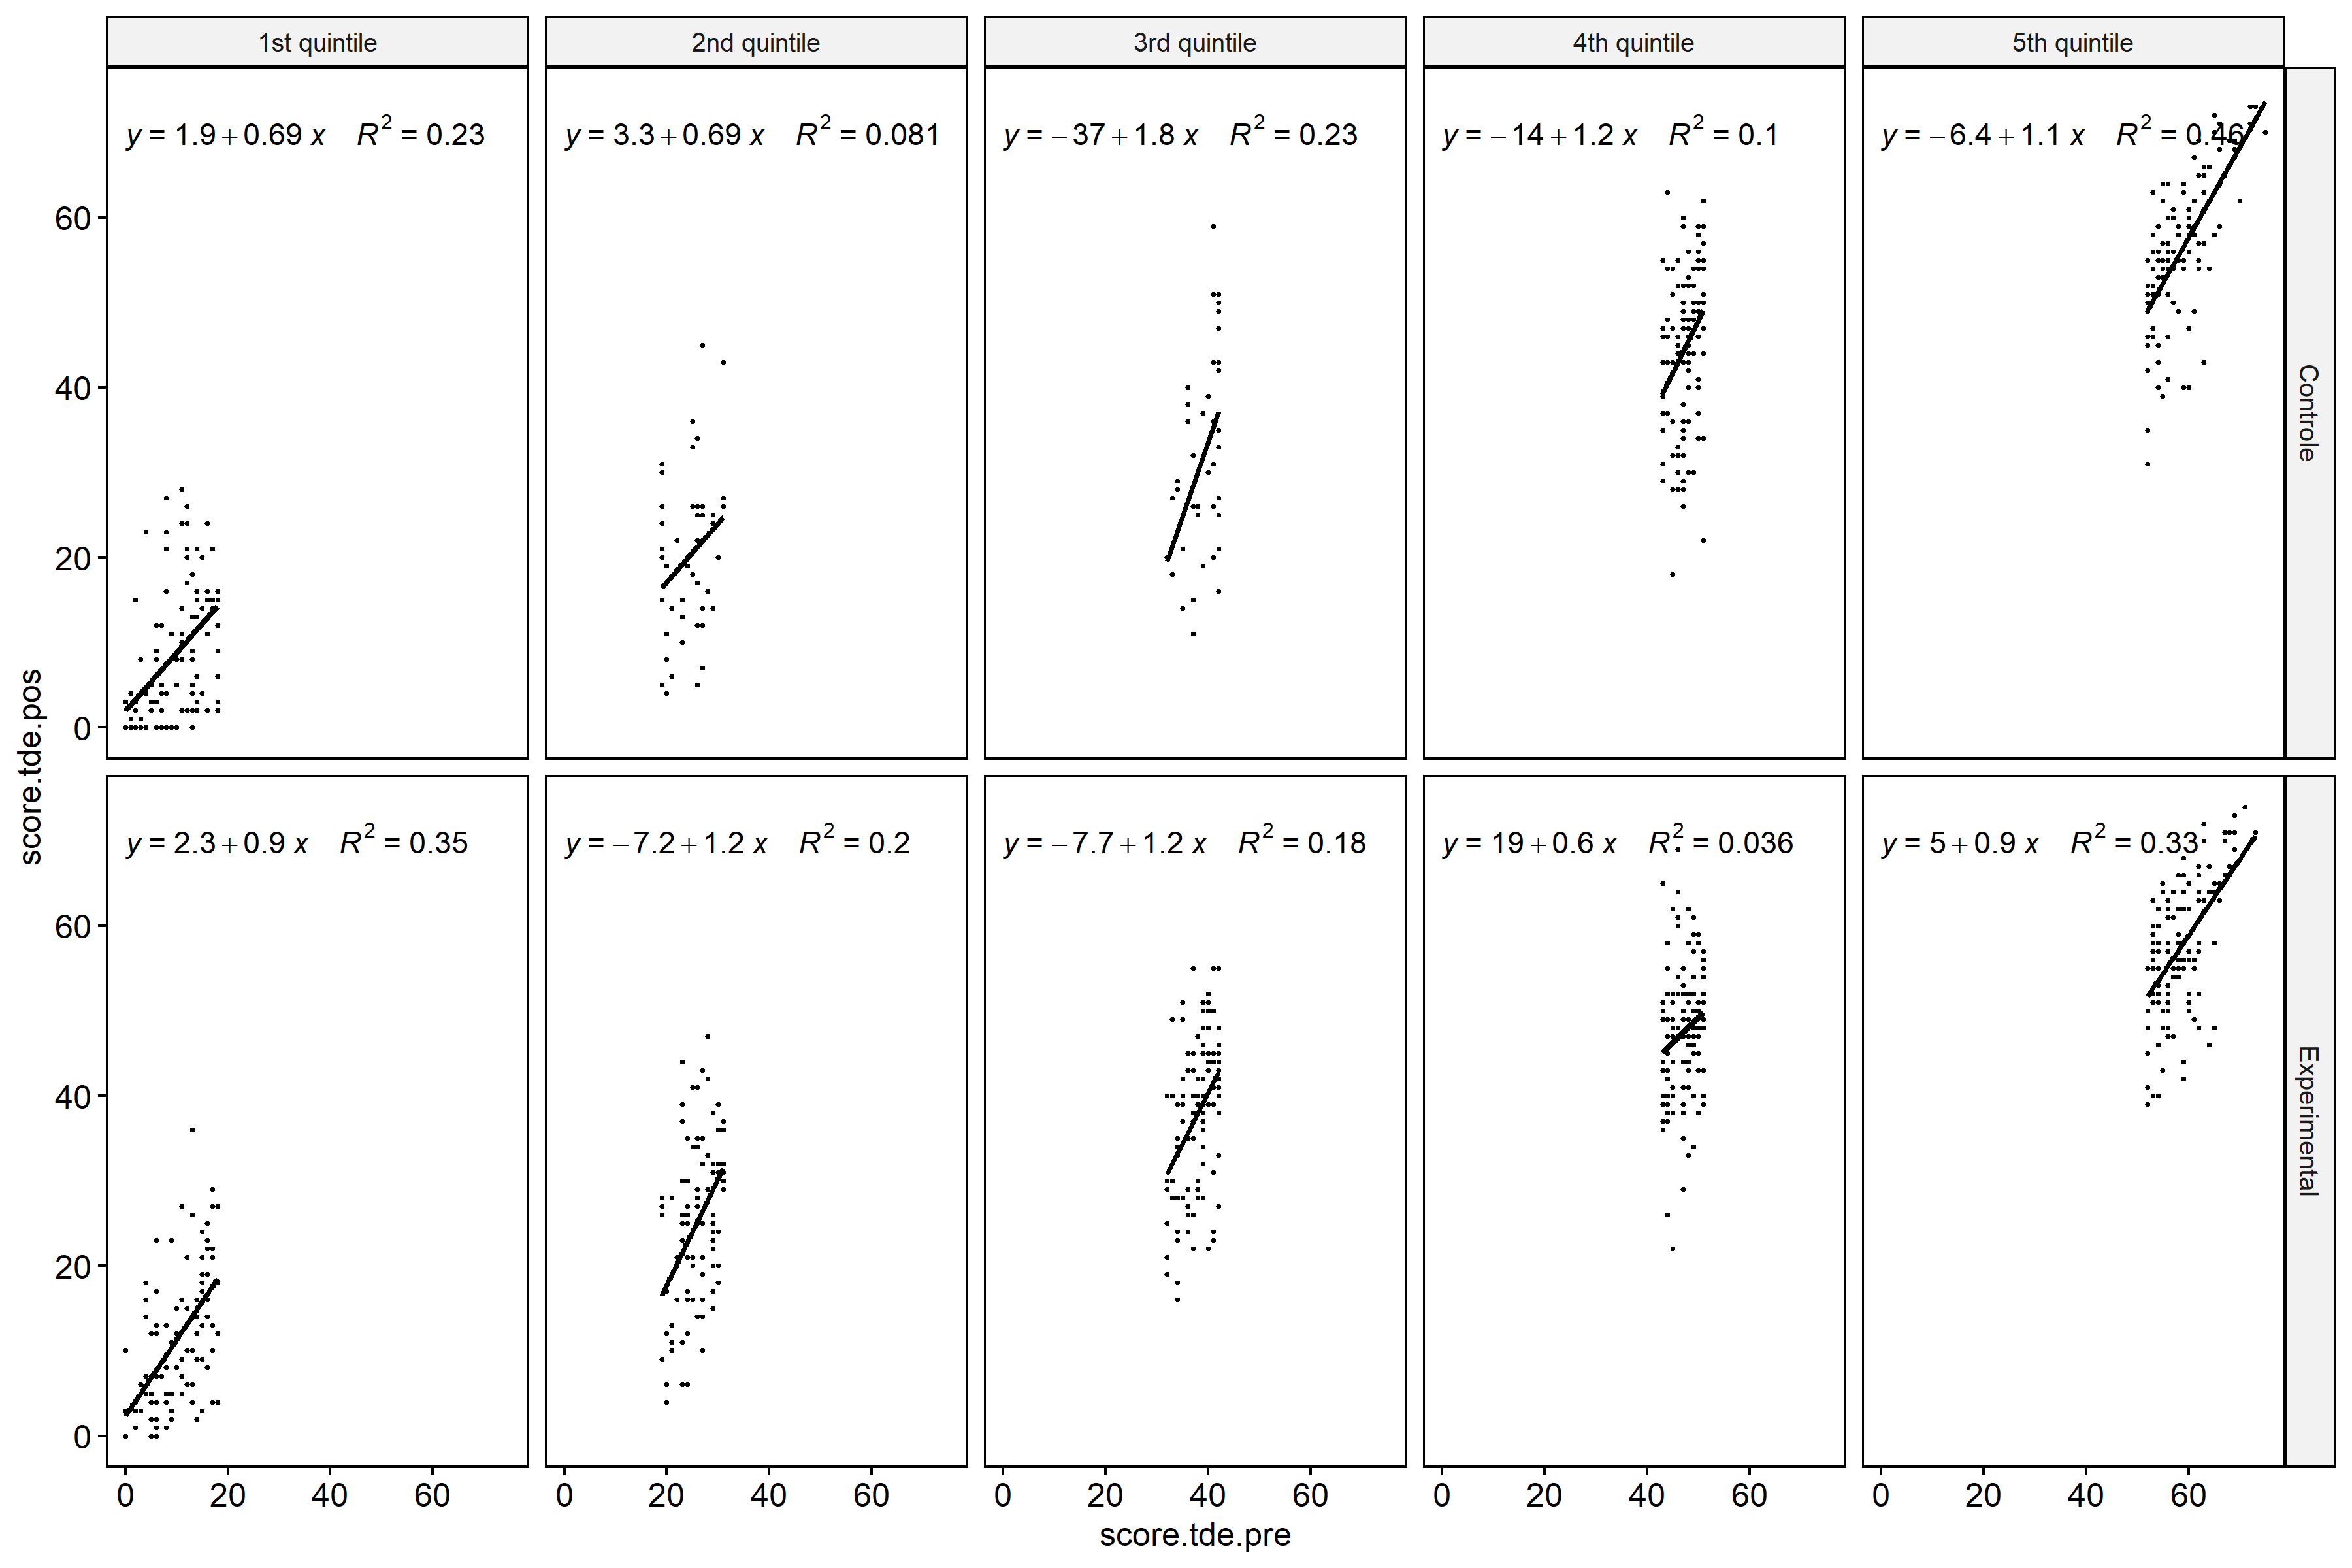 1st quintile 2nd quintile 3rd quintile 4th quintile 5th quintile
y = 1.9 + 0.69 x R² = 0.23
y = 3.3 + 0.69 x R² = 0.081
y = −37 + 1.8 x R² = 0.23
y = −14 + 1.2 x R² = 0.1
y = −6.4 + 1.1 x R² = 0.46
60
40
20
0
Controle
score.tde.pos
y = 2.3 + 0.9 x R² = 0.35
y = −7.2 + 1.2 x R² = 0.2
y = −7.7 + 1.2 x R² = 0.18
y = 19 + 0.6 x R² = 0.036
y = 5 + 0.9 x R² = 0.33
60
40
20
0
Experimental
0 20 40 60 0 20 40 60 0 20 40 60 0 20 40 60 0 20 40 60
score.tde.pre